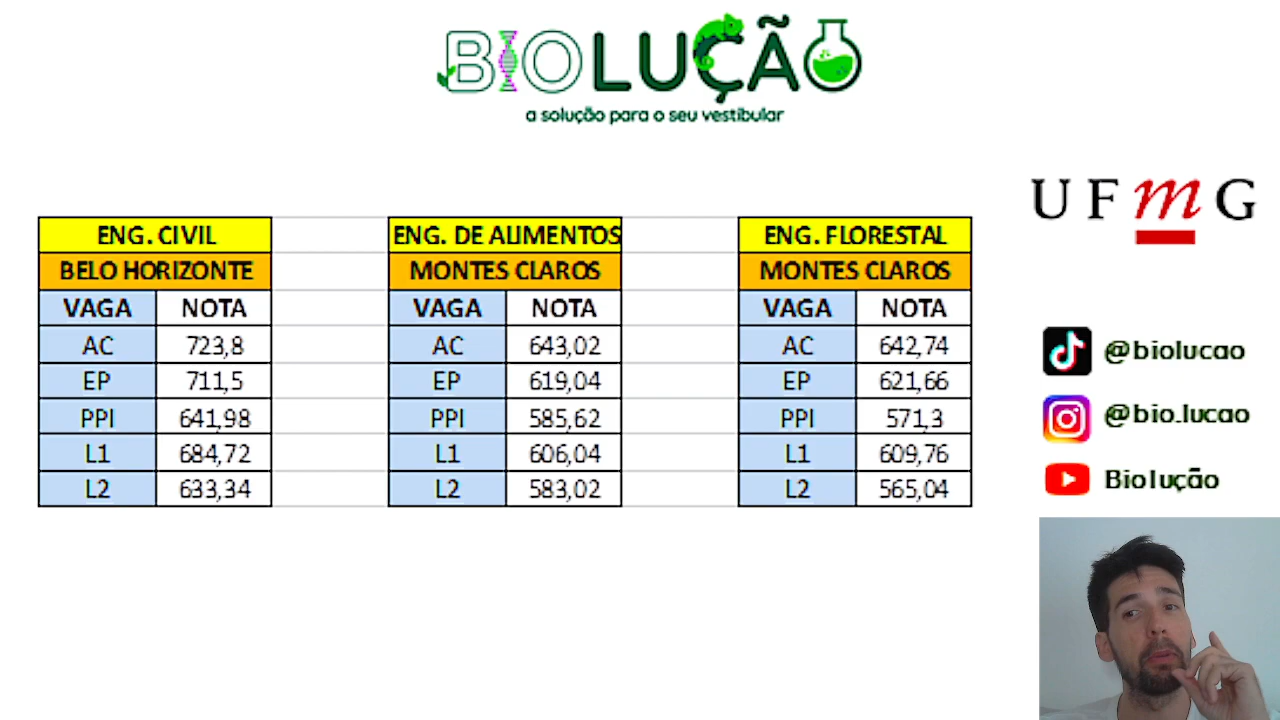 BIOLUÇÃO
a solução para o seu vestibular
UFmG
ENG. CIVIL
BELO HORIZONTE
VAGA NOTA
AC 723,8
EP 711,5
PPI 641,98
L1 684,72
L2 633,34
ENG. DE ALIMENTOS
MONTES CLAROS
VAGA NOTA
AC 643,02
EP 619,04
PPI 585,62
L1 606,04
L2 583,02
ENG. FLORESTAL
MONTES CLAROS
VAGA NOTA
AC 642,74
EP 621,66
PPI 571,3
L1 609,76
L2 565,04
@biolucao
@bio.lucao
Biolução